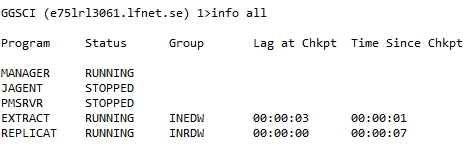 GGSCI (e75lrl3061.lfnet.se) 1>info all
Program Status Group Lag at Chkpt Time Since Chkpt
MANAGER RUNNING
JAGENT STOPPED
PMSRVR STOPPED
EXTRACT RUNNING INEDW 00:00:03 00:00:01
REPLICAT RUNNING INRDW 00:00:00 00:00:07